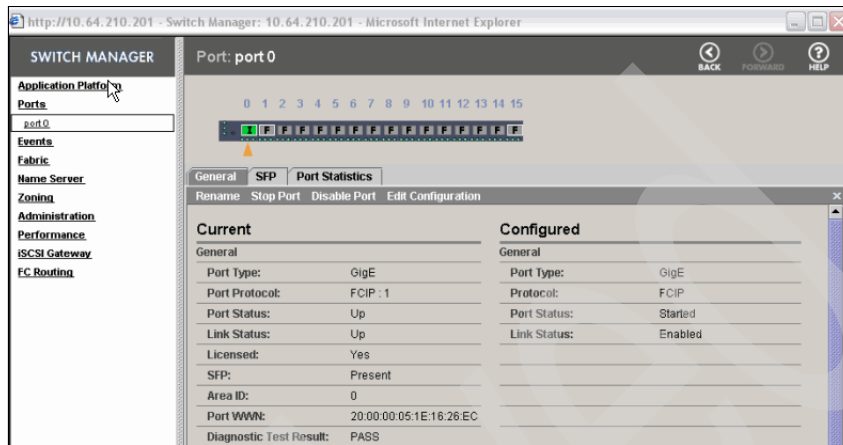 http://10.64.210.201 - Switch Manager: 10.64.210.201 - Microsoft Internet Explorer
SWITCH MANAGER
Port: port 0
BACK
FORWARD
HELP
Application Platform
Ports
port0
Events
Fabric
Name Server
Zoning
Administration
Performance
iSCSI Gateway
FC Routing
0 1 2 3 4 5 6 7 8 9 10 11 12 13 14 15
I F F F F F F F F F F F F F F F
General SFP Port Statistics
Rename Stop Port Disable Port Edit Configuration
Current
General
Port Type: GigE
Port Protocol: FCIP : 1
Port Status: Up
Link Status: Up
Licensed: Yes
SFP: Present
Area ID: 0
Port WWN: 20:00:00:05:1E:16:26:EC
Diagnostic Test Result: PASS
Configured
General
Port Type: GigE
Protocol: FCIP
Port Status: Started
Link Status: Enabled